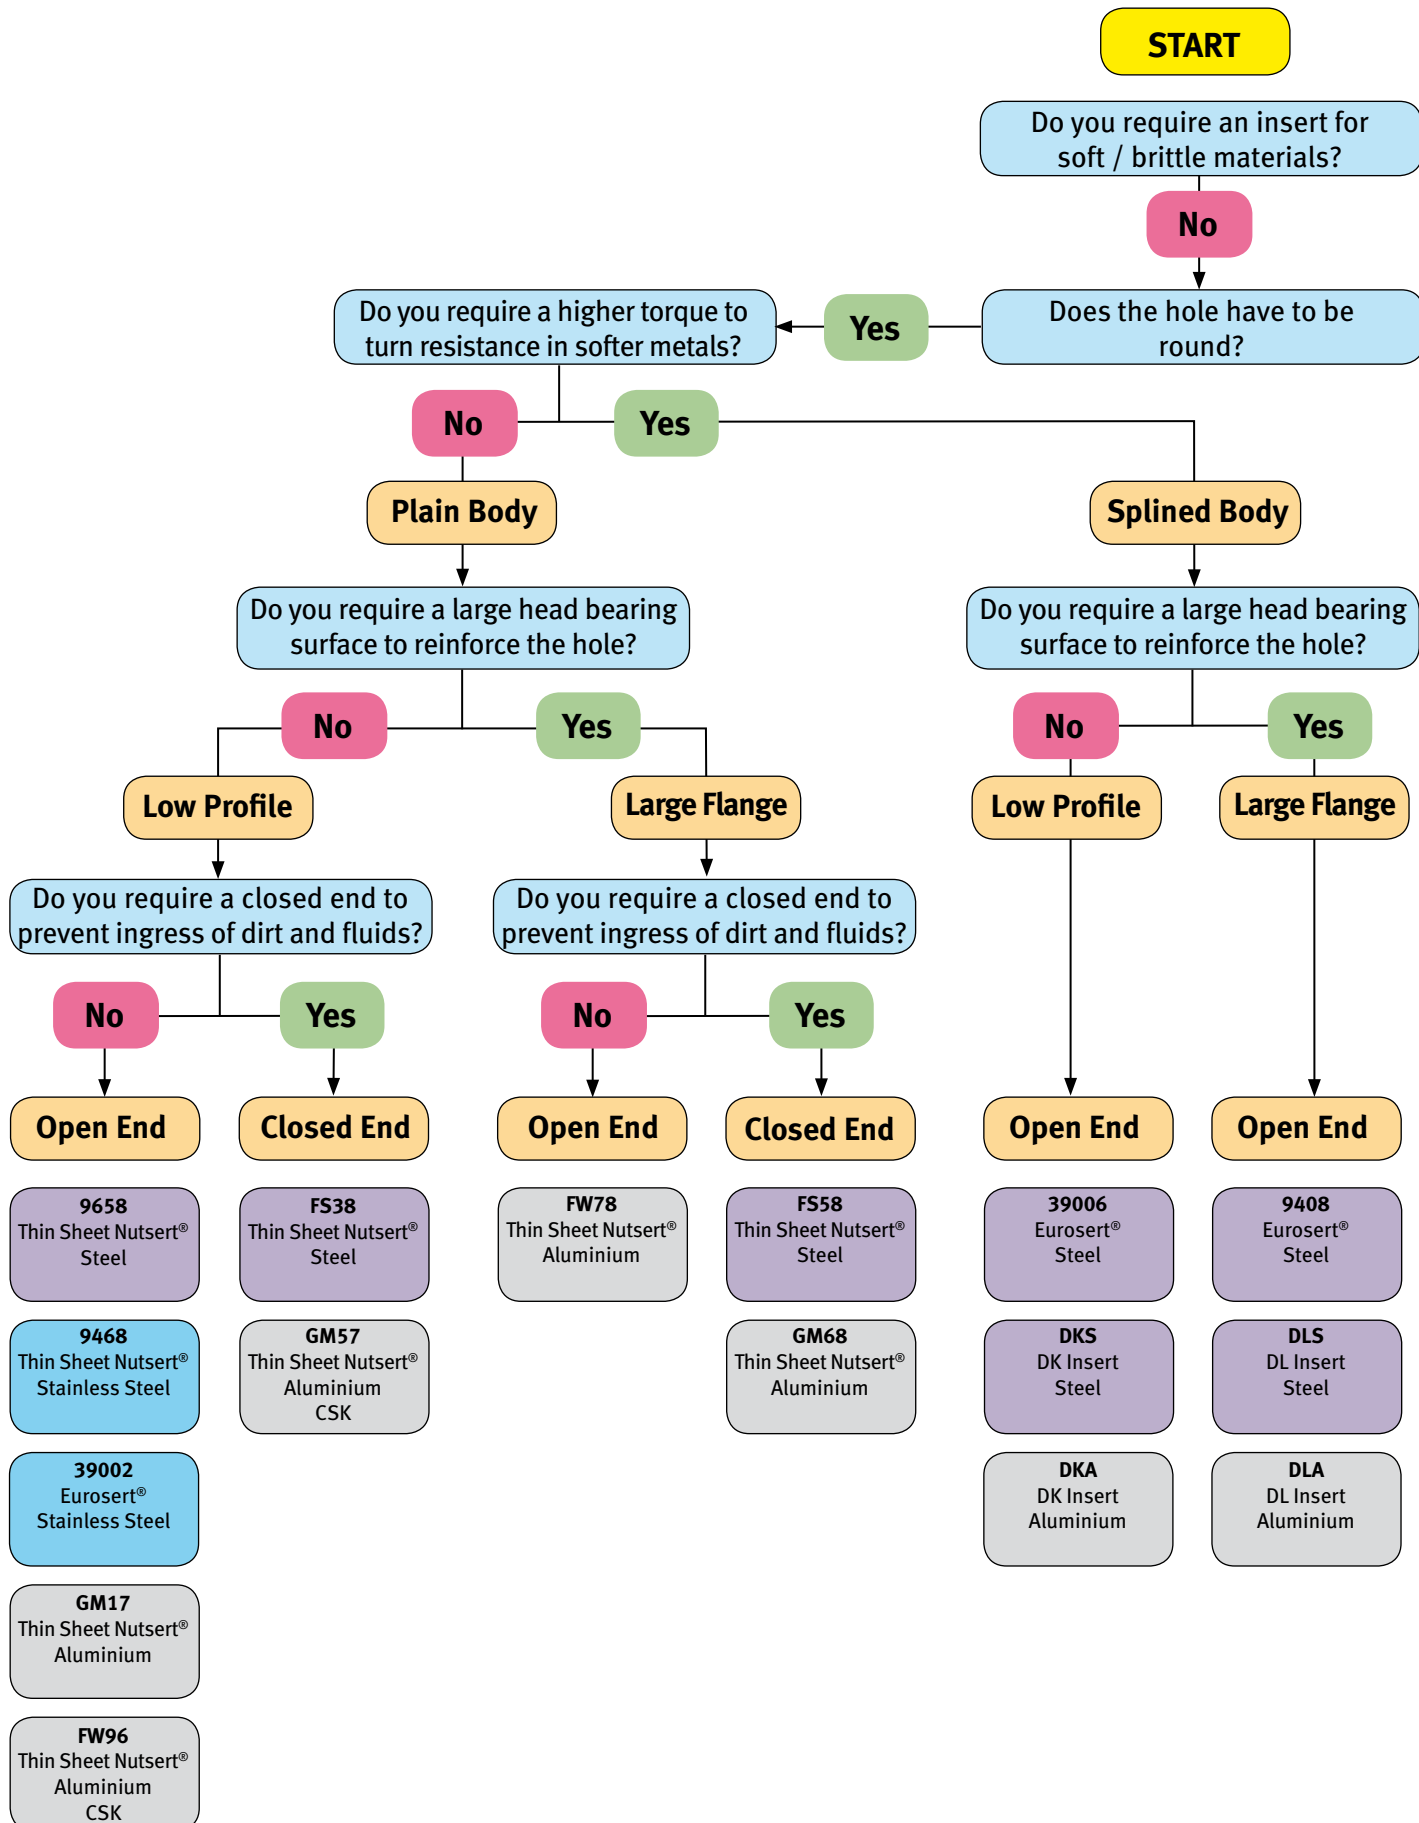 START
Do you require an insert for
soft / brittle materials?
No
Do you require a higher torque to
turn resistance in softer metals?
Yes
Does the hole have to be
round?
No
Yes
Plain Body
Splined Body
Do you require a large head bearing
surface to reinforce the hole?
Do you require a large head bearing
surface to reinforce the hole?
No
Yes
No
Yes
Low Profile
Large Flange
Low Profile
Large Flange
Do you require a closed end to
prevent ingress of dirt and fluids?
Do you require a closed end to
prevent ingress of dirt and fluids?
No
Yes
No
Yes
Open End
Closed End
Open End
Closed End
Open End
Open End
9658
Thin Sheet Nutsert®
Steel
FS38
Thin Sheet Nutsert®
Steel
FW78
Thin Sheet Nutsert®
Aluminium
FS58
Thin Sheet Nutsert®
Steel
39006
Eurosert®
Steel
9408
Eurosert®
Steel
9468
Thin Sheet Nutsert®
Stainless Steel
GM57
Thin Sheet Nutsert®
Aluminium
CSK
GM68
Thin Sheet Nutsert®
Aluminium
DKS
DK Insert
Steel
DLS
DL Insert
Steel
39002
Eurosert®
Stainless Steel
DKA
DK Insert
Aluminium
DLA
DL Insert
Aluminium
GM17
Thin Sheet Nutsert®
Aluminium
FW96
Thin Sheet Nutsert®
Aluminium
CSK